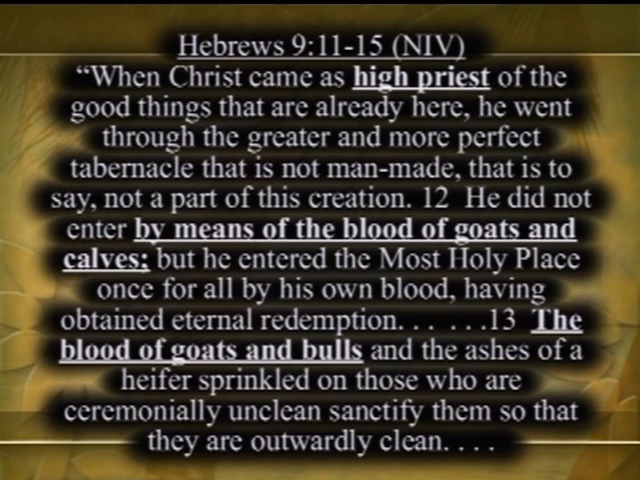 Hebrews 9:11-15 (NIV)
“When Christ came as high priest of the
good things that are already here, he went
through the greater and more perfect
tabernacle that is not man-made, that is to
say, not a part of this creation. 12 He did not
enter by means of the blood of goats and
calves; but he entered the Most Holy Place
once for all by his own blood, having
obtained eternal redemption. . . . . . .13 The
blood of goats and bulls and the ashes of a
heifer sprinkled on those who are
ceremonially unclean sanctify them so that
they are outwardly clean. . . .